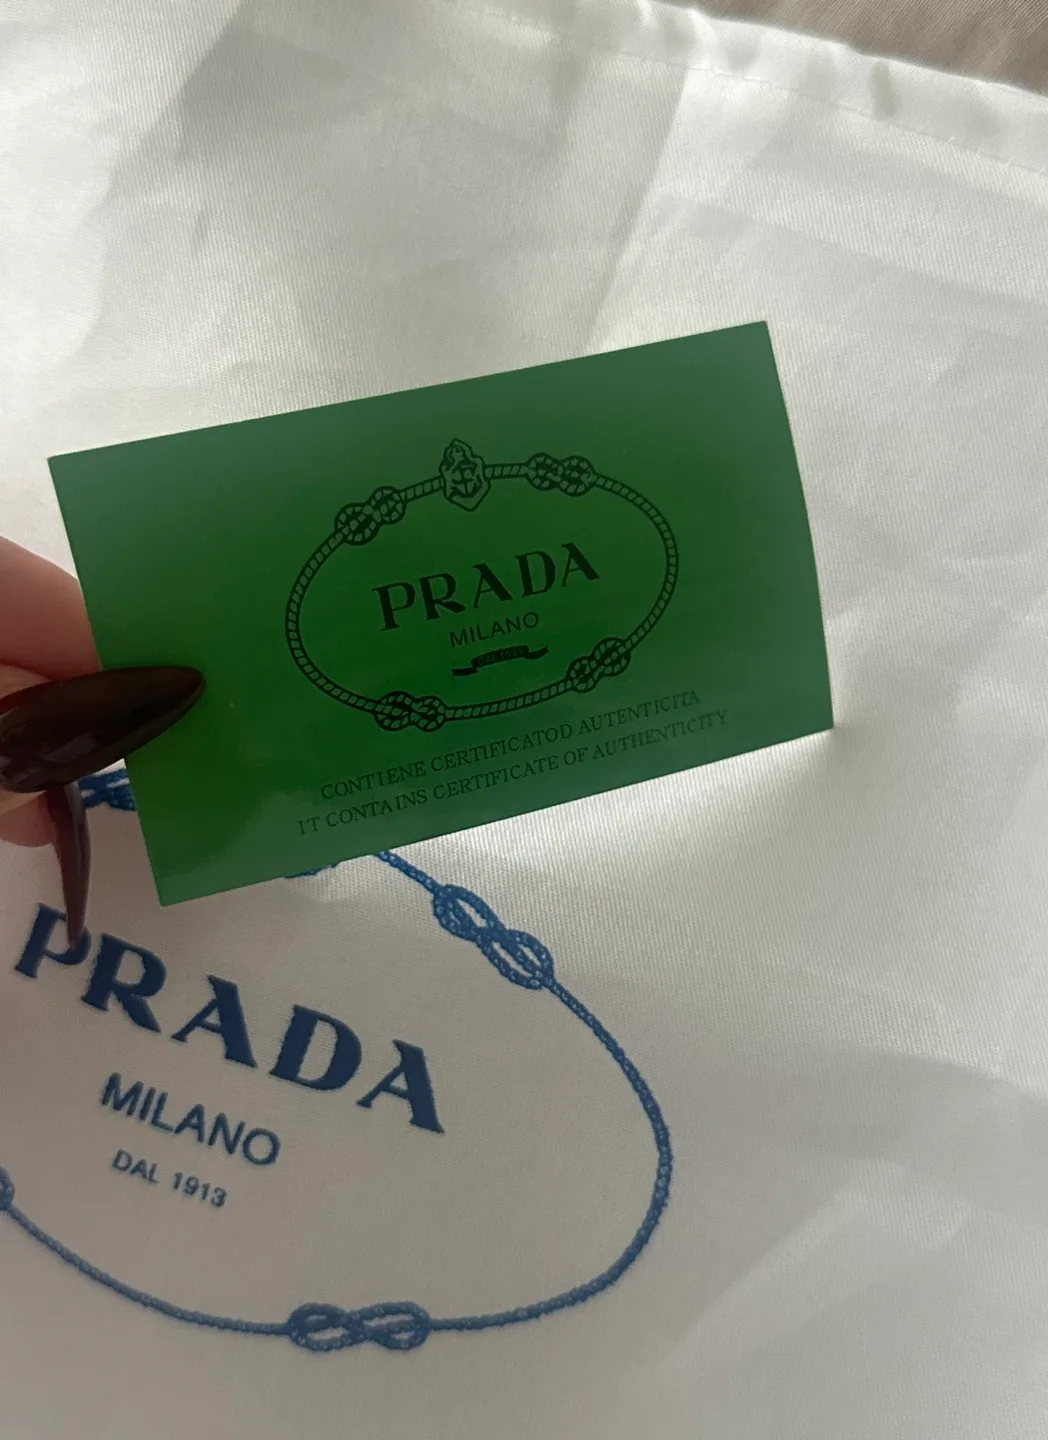 PRADA
MILANO
CONTIENE CERTIFICATOD AUTENTICITA
IT CONTAINS CERTIFICATE OF AUTHENTICITY
PRADA
MILANO
DAL 1913